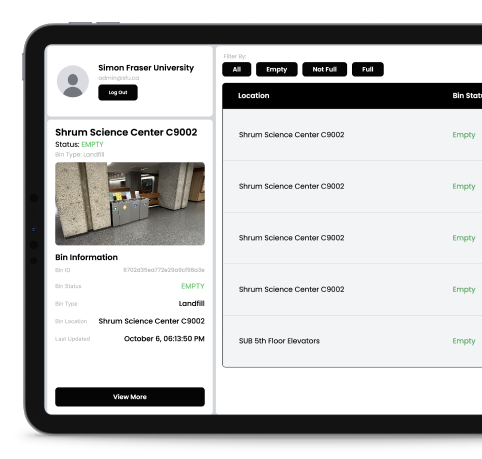 Simon Fraser University
admin@sfu.ca
Log Out
Shrum Science Center C9002
Status: EMPTY
Bin Type: Landfill
Bin Information
Bin ID
Bin Status EMPTY
Bin Type Landfill
Bin Location Shrum Science Center C9002
Last Updated October 6, 06:13:50 PM
View More
Filter By:
All Empty Not Full Full
Location Bin Statu
Shrum Science Center C9002 Empty
Shrum Science Center C9002 Empty
Shrum Science Center C9002 Empty
Shrum Science Center C9002 Empty
SUB 5th Floor Elevators Empty